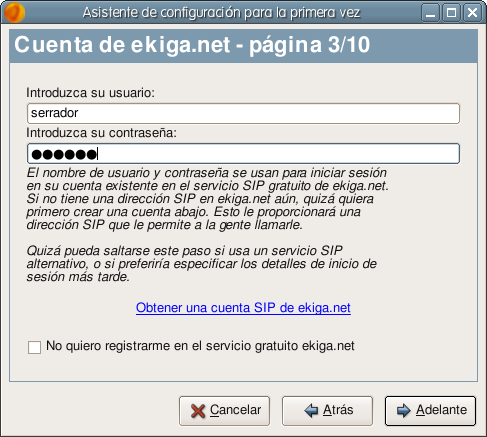 Asistente de configuración para la primera vez
Cuenta de ekiga.net - página 3/10
Introduzca su usuario:
serrador
Introduzca su contraseña:
●●●●●●
El nombre de usuario y contraseña se usan para iniciar sesión
en su cuenta existente en el servicio SIP gratuito de ekiga.net.
Si no tiene una dirección SIP en ekiga.net aún, quizá quiera
primero crear una cuenta abajo. Esto le proporcionará una
dirección SIP que le permite a la gente llamarle.
Quizá pueda saltarse este paso si usa un servicio SIP
alternativo, o si preferiría especificar los detalles de inicio de
sesión más tarde.
Obtener una cuenta SIP de ekiga.net
No quiero registrarme en el servicio gratuito ekiga.net
Cancelar
Atrás
Adelante